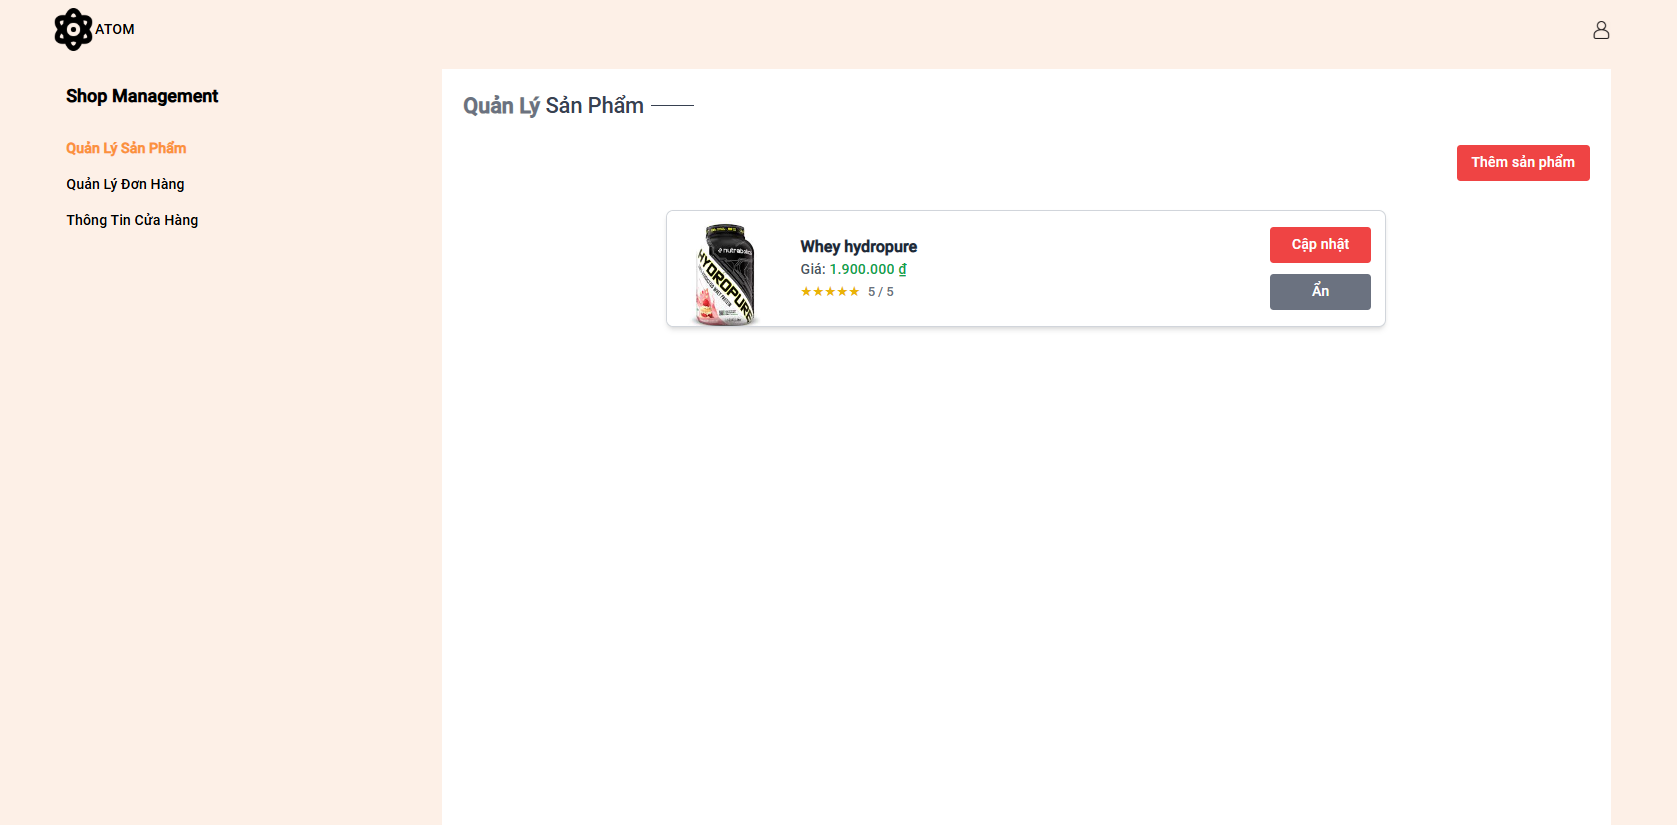 ATOM
Shop Management
Quản Lý Sản Phẩm
Quản Lý Đơn Hàng
Thông Tin Cửa Hàng
Quản Lý Sản Phẩm
Thêm sản phẩm
nutrabolics
HYDROPURE
Whey hydropure
Giá: 1.900.000 ₫
★★★★★ 5 / 5
Cập nhật
Ẩn